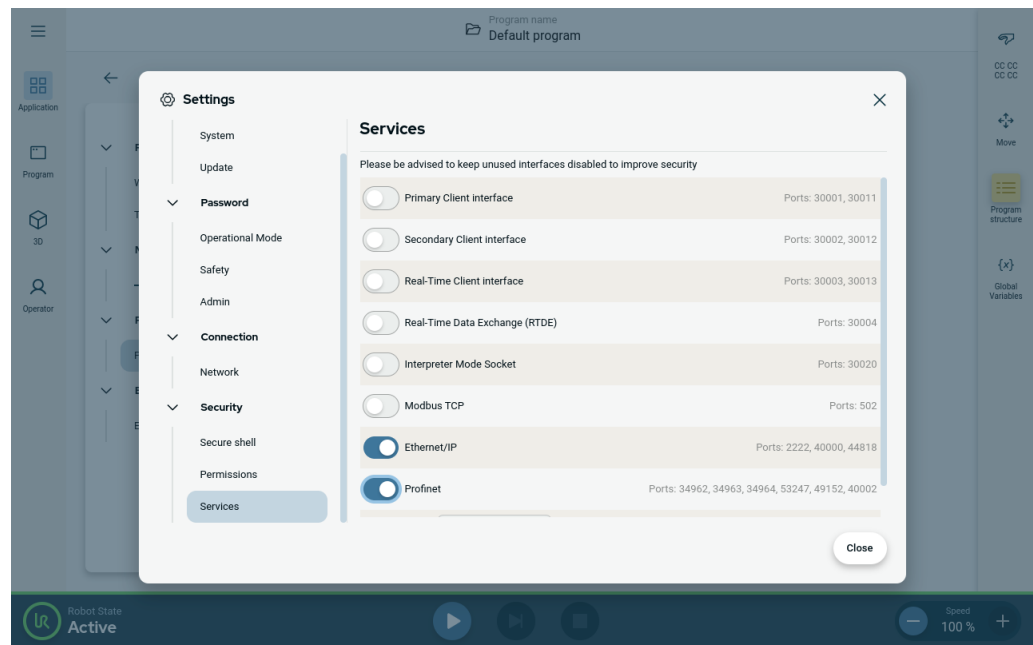 Program name
Default program
Application
Program
3D
Operator
Settings
System
Update
Password
Operational Mode
Safety
Admin
Connection
Network
Security
Secure shell
Permissions
Services
Services
Please be advised to keep unused interfaces disabled to improve security
Primary Client interface Ports: 30001, 30011
Secondary Client interface Ports: 30002, 30012
Real-Time Client interface Ports: 30003, 30013
Real-Time Data Exchange (RTDE) Ports: 30004
Interpreter Mode Socket Ports: 30020
Modbus TCP Ports: 502
Ethernet/IP Ports: 2222, 40000, 44818
Profinet Ports: 34962, 34963, 34964, 53247, 49152, 40002
Close
CC CC
CC CC
Move
Program
structure
{x}
Global
Variables
UR
Robot State
Active
Speed
100 %